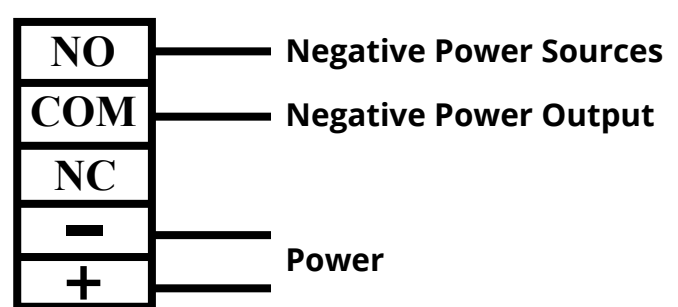 NO Negative Power Sources
COM Negative Power Output
NC
-
Power
+